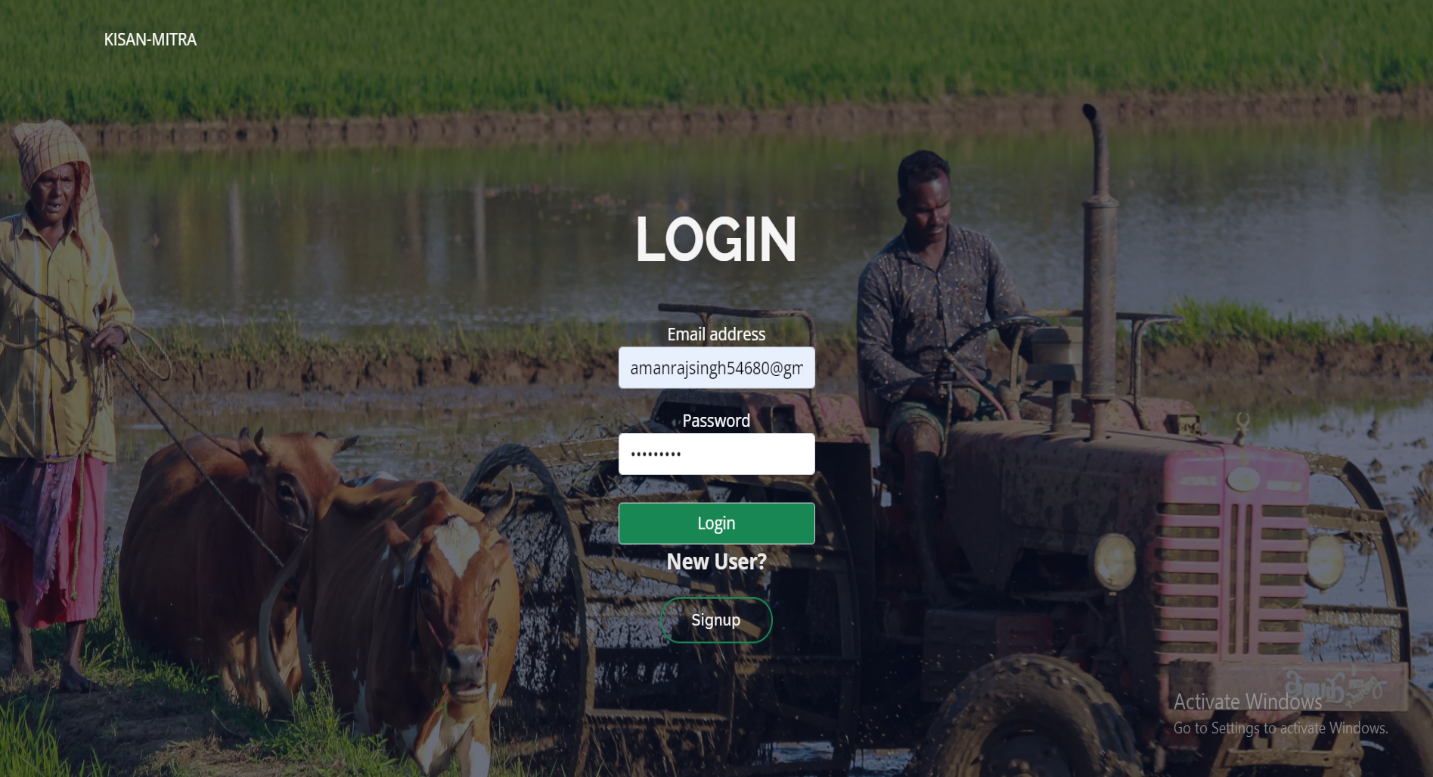 KISAN-MITRA
LOGIN
Email address
amanrajsingh54680@gm
Password
•••••••••
Login
New User?
Signup
Activate Windows
Go to Settings to activate Windows.